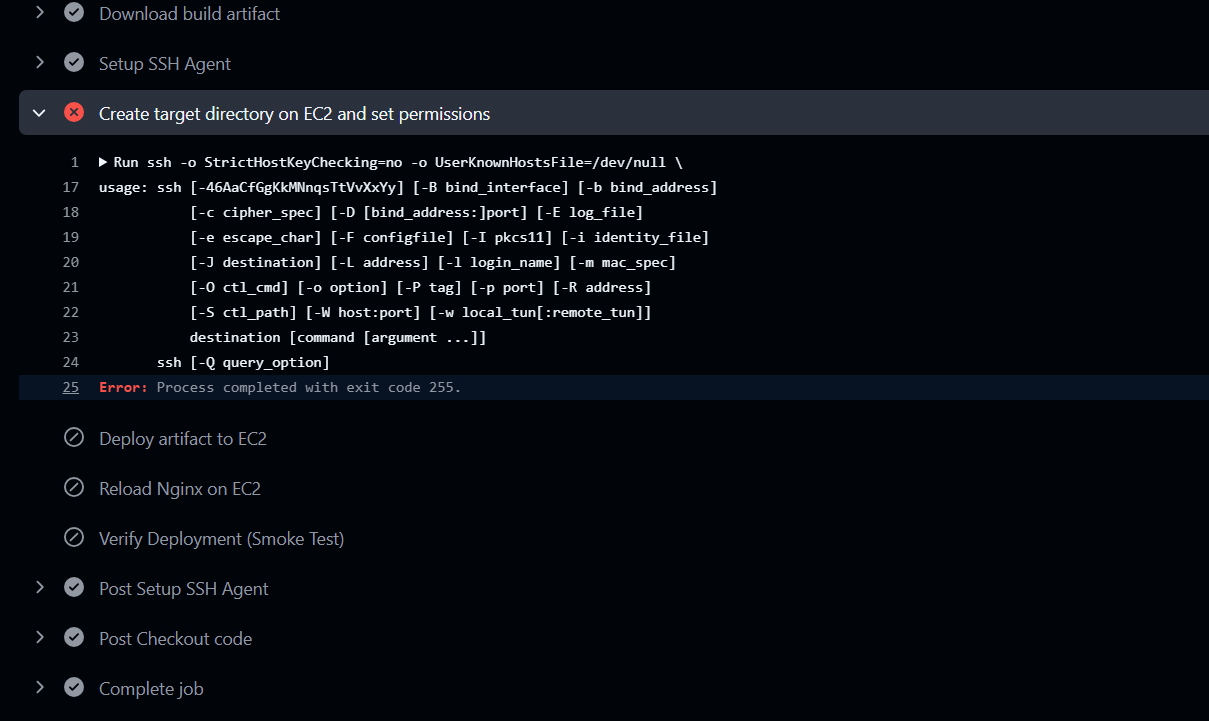 Download build artifact
Setup SSH Agent
Create target directory on EC2 and set permissions
1 Run ssh -o StrictHostKeyChecking=no -o UserKnownHostsFile=/dev/null \
17 usage: ssh [-46AaCfGgKkMNnqsTtVvXxYy] [-B bind_interface] [-b bind_address]
18 [-c cipher_spec] [-D [bind_address:]port] [-E log_file]
19 [-e escape_char] [-F configfile] [-I pkcs11] [-i identity_file]
20 [-J destination] [-L address] [-l login_name] [-m mac_spec]
21 [-O ctl_cmd] [-o option] [-P tag] [-p port] [-R address]
22 [-S ctl_path] [-W host:port] [-w local_tun[:remote_tun]]
23 destination [command [argument ...]]
24 ssh [-Q query_option]
25 Error: Process completed with exit code 255.
Deploy artifact to EC2
Reload Nginx on EC2
Verify Deployment (Smoke Test)
Post Setup SSH Agent
Post Checkout code
Complete job